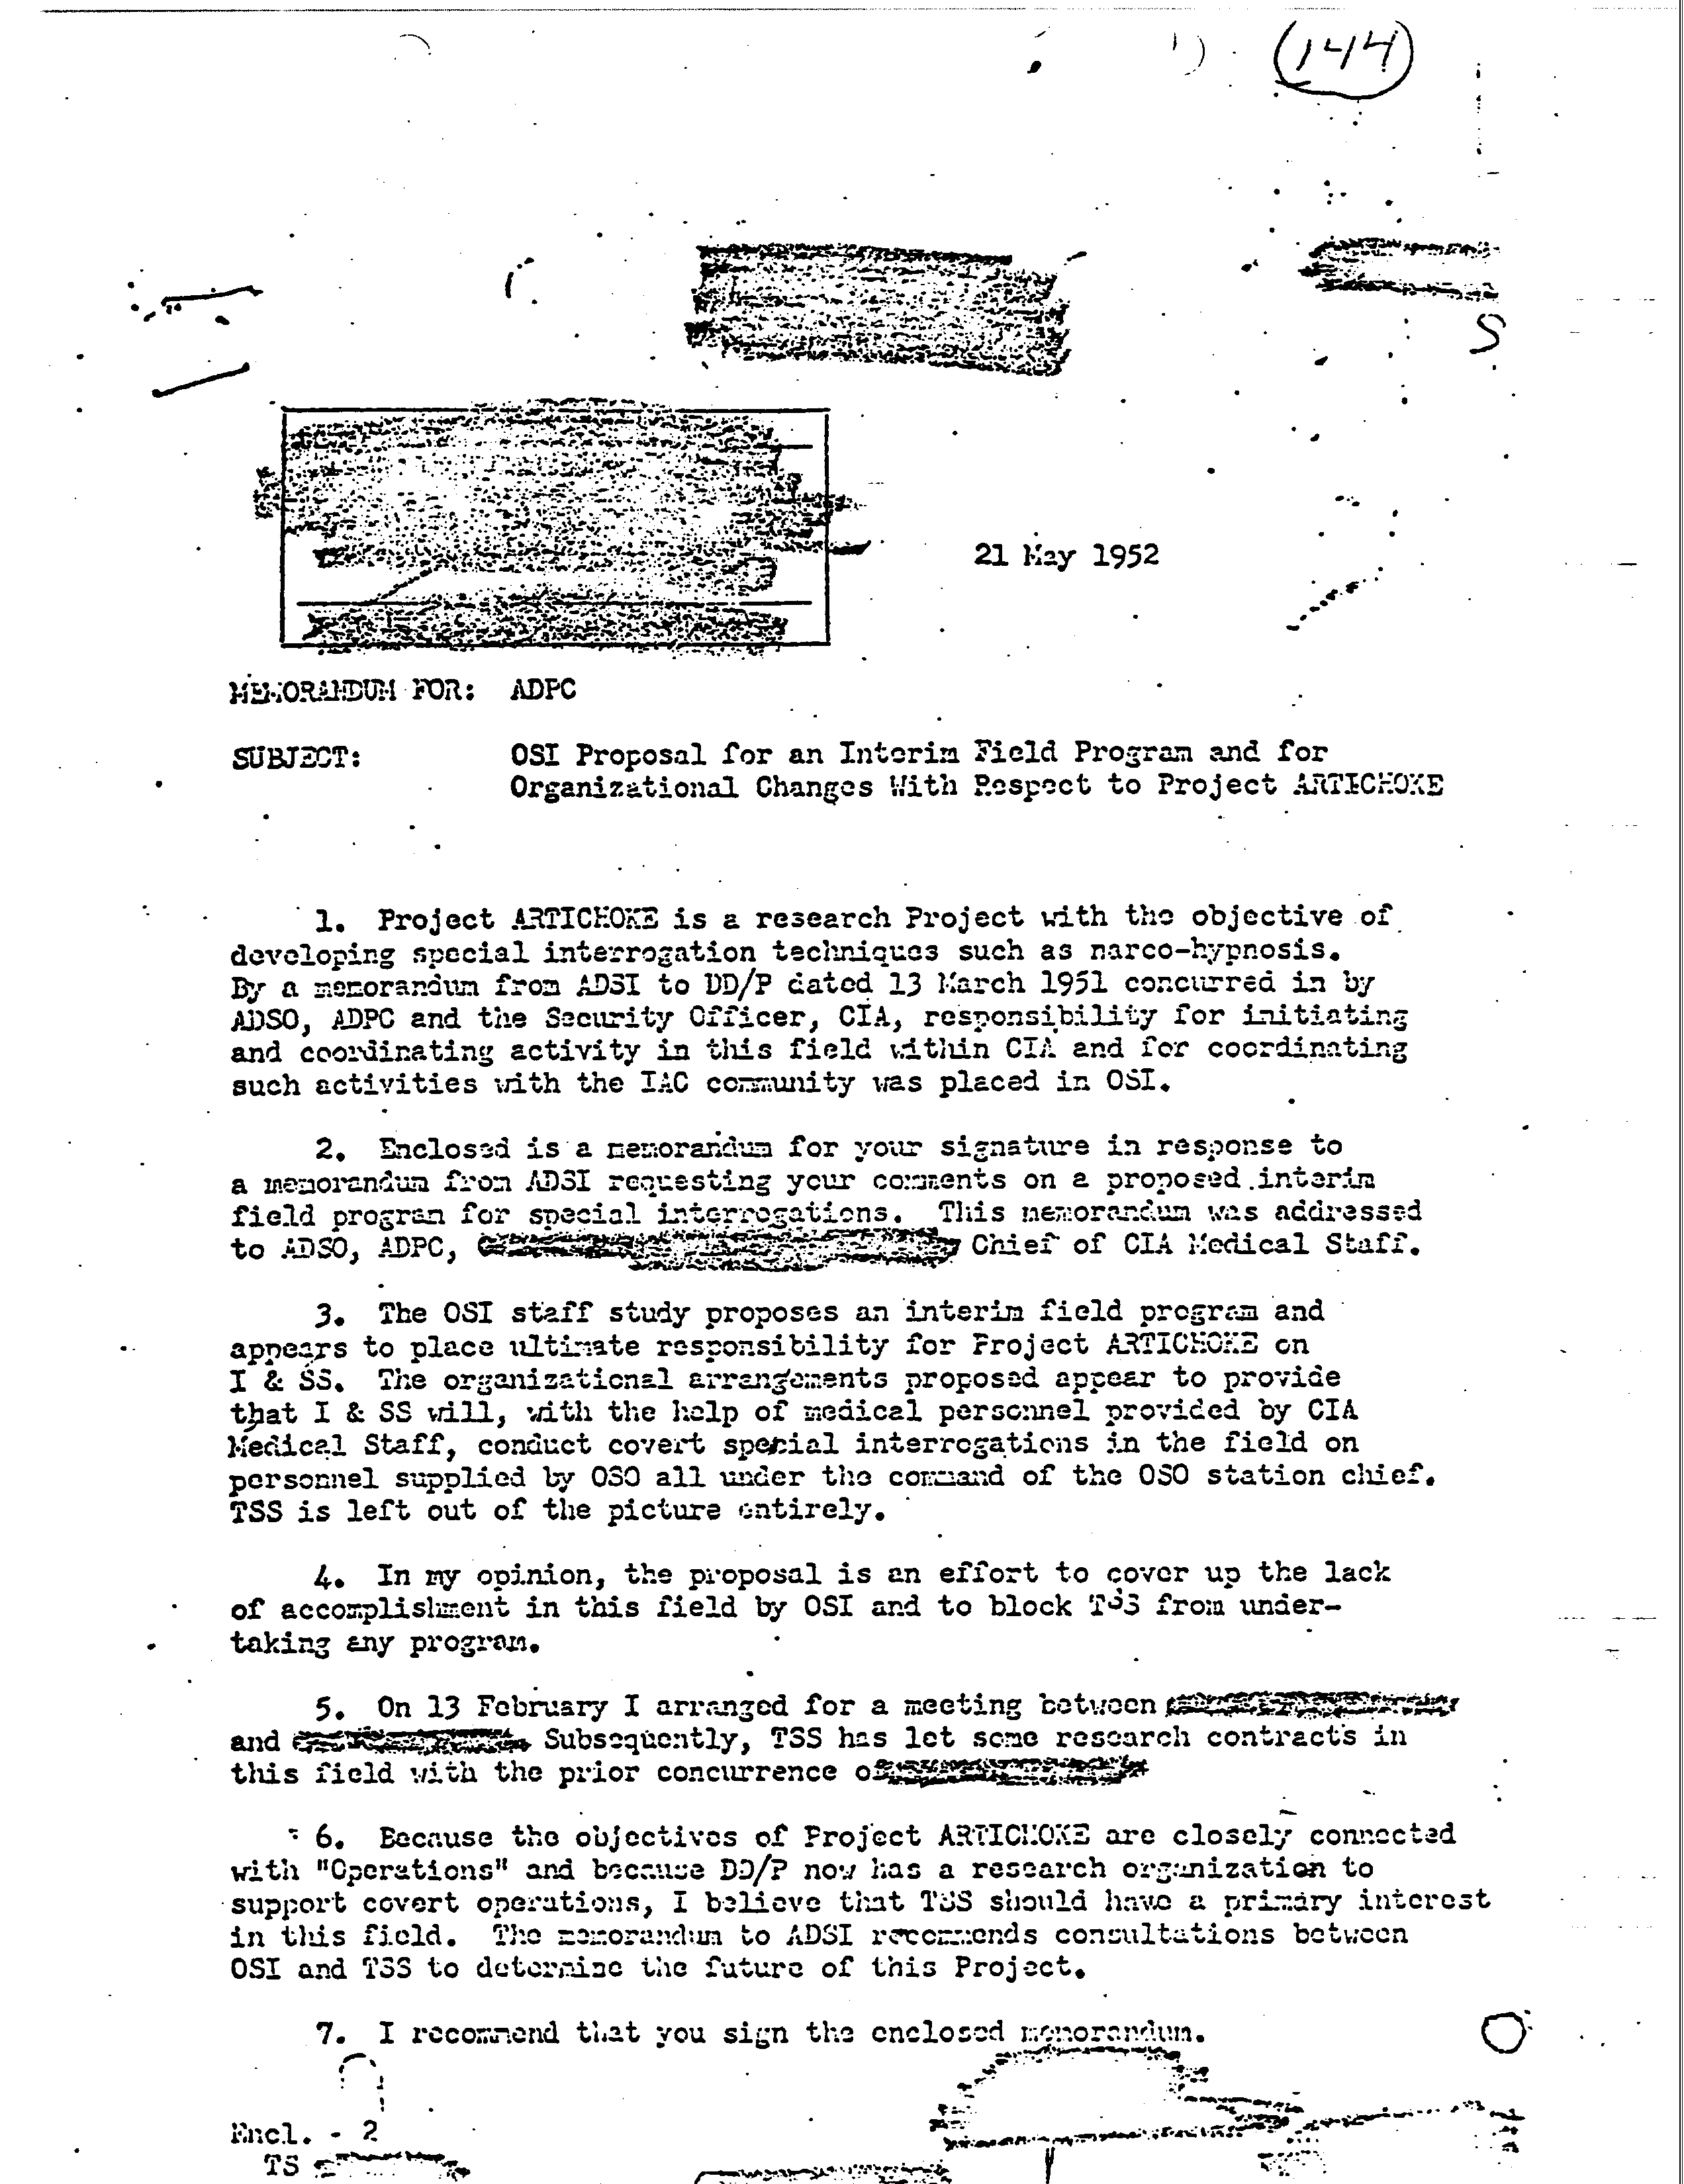 144
S
21 May 1952
MEMORANDUM FOR: ADPC
SUBJECT: OSI Proposal for an Interim Field Program and for
Organizational Changes With Respect to Project ARTICHOKE
1. Project ARTICHOKE is a research Project with the objective of
developing special interrogation techniques such as narco-hypnosis.
By a memorandum from ADSI to DD/P dated 13 March 1951 concurred in by
ADSO, ADPC and the Security Officer, CIA, responsibility for initiating
and coordinating activity in this field within CIA and for coordinating
such activities with the IAC community was placed in OSI.
2. Enclosed is a memorandum for your signature in response to
a memorandum from ADSI requesting your comments on a proposed interim
field program for special interrogations. This memorandum was addressed
to ADSO, ADPC, Chief of CIA Medical Staff.
3. The OSI staff study proposes an interim field program and
appears to place ultimate responsibility for Project ARTICHOKE on
I & SS. The organizational arrangements proposed appear to provide
that I & SS will, with the help of medical personnel provided by CIA
Medical Staff, conduct covert special interrogations in the field on
personnel supplied by OSO all under the command of the OSO station chief.
TSS is left out of the picture entirely.
4. In my opinion, the proposal is an effort to cover up the lack
of accomplishment in this field by OSI and to block TSS from under-
taking any program.
5. On 13 February I arranged for a meeting between
and Subsequently, TSS has let some research contracts in
this field with the prior concurrence of
6. Because the objectives of Project ARTICHOKE are closely connected
with "Operations" and because DD/P now has a research organization to
support covert operations, I believe that TSS should have a primary interest
in this field. The memorandum to ADSI recommends consultations between
OSI and TSS to determine the future of this Project.
7. I recommend that you sign the enclosed memorandum.
Encl. - 2
TS